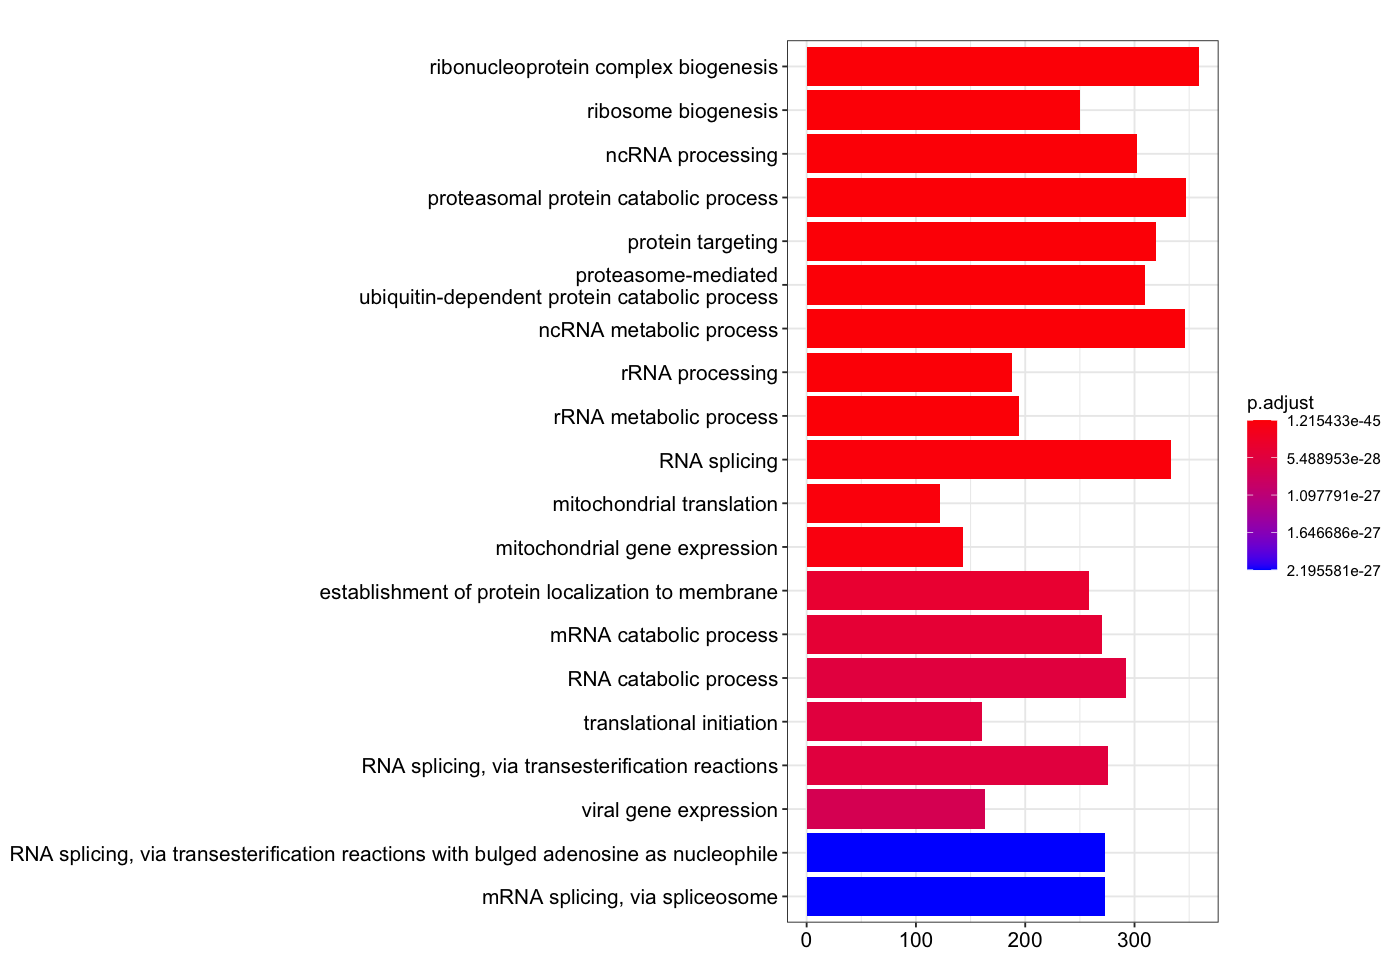 ribonucleoprotein complex biogenesis
ribosome biogenesis
ncRNA processing
proteasomal protein catabolic process
protein targeting
proteasome-mediated
ubiquitin-dependent protein catabolic process
ncRNA metabolic process
rRNA processing
rRNA metabolic process
RNA splicing
mitochondrial translation
mitochondrial gene expression
establishment of protein localization to membrane
mRNA catabolic process
RNA catabolic process
translational initiation
RNA splicing, via transesterification reactions
viral gene expression
RNA splicing, via transesterification reactions with bulged adenosine as nucleophile
mRNA splicing, via spliceosome
0 100 200 300
p.adjust
1.215433e-45
5.488953e-28
1.097791e-27
1.646686e-27
2.195581e-27